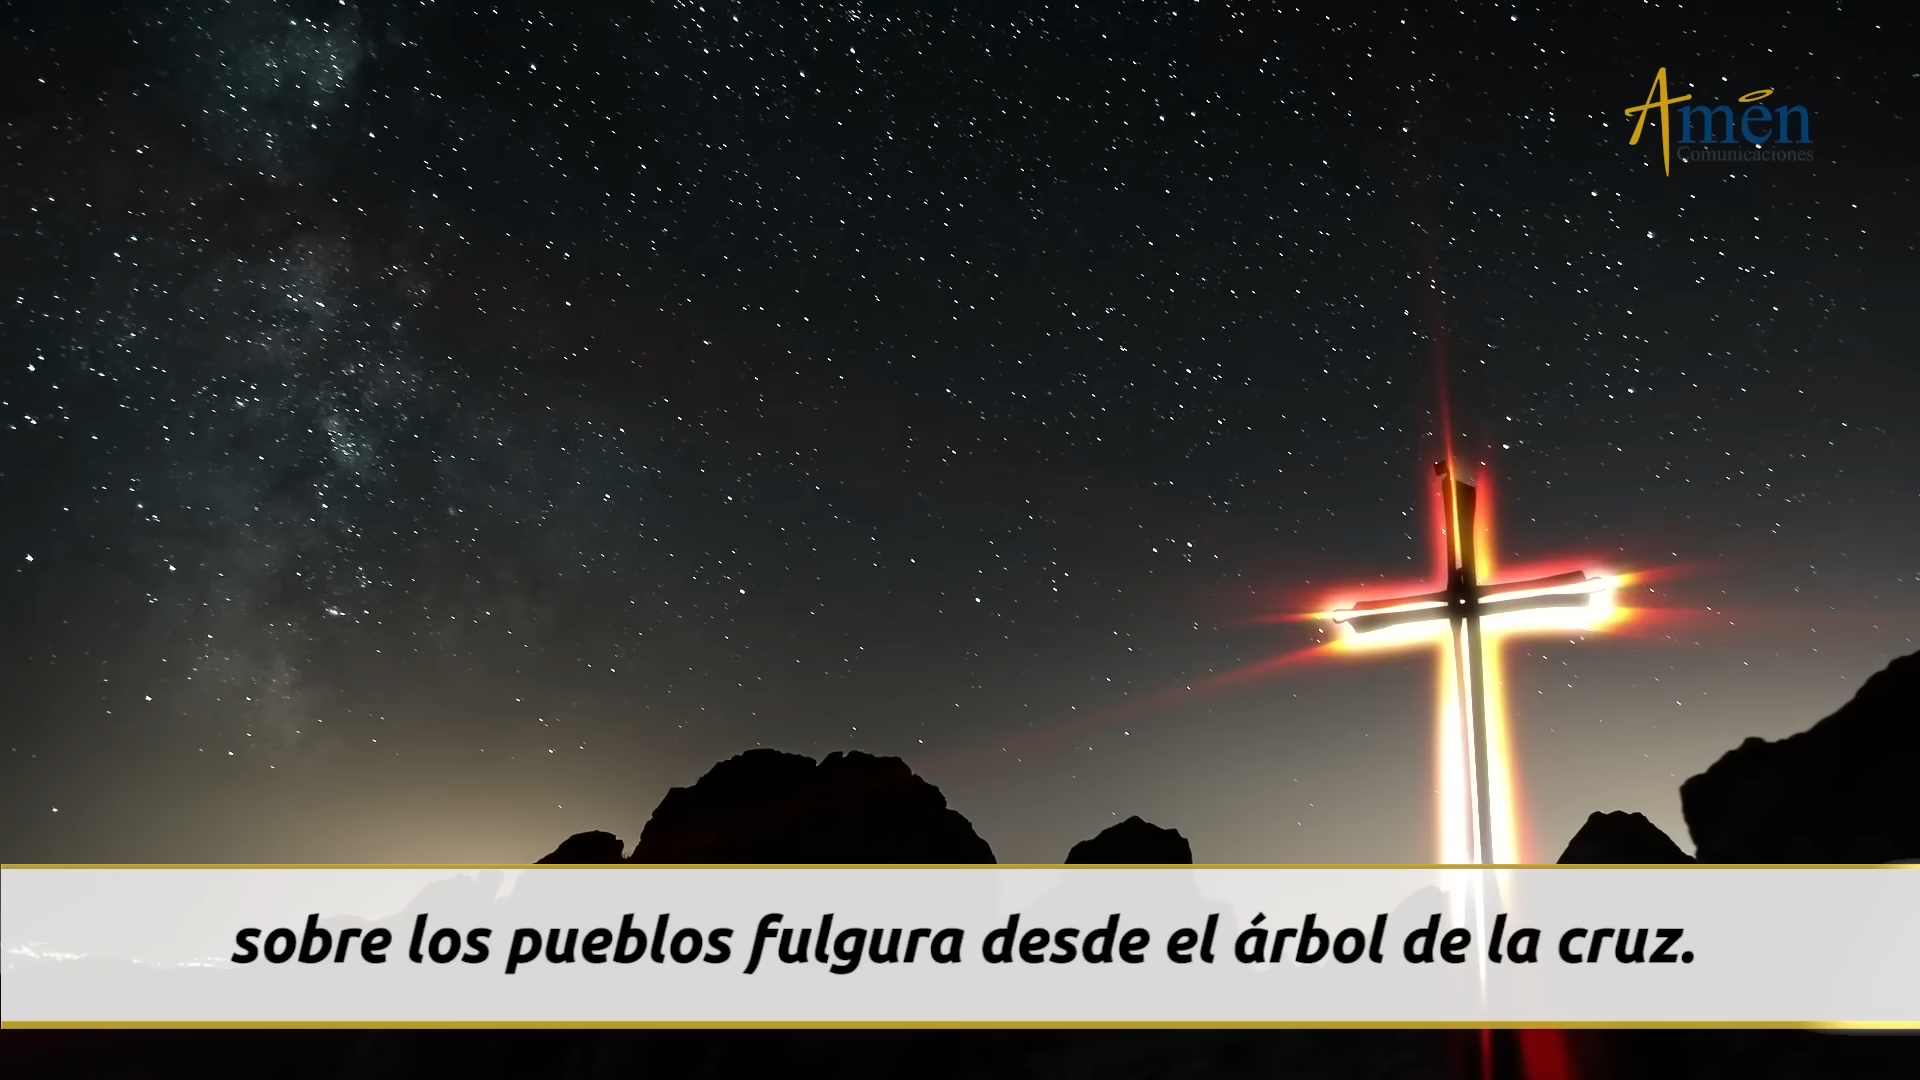 Amén
Comunicaciones
sobre los pueblos fulgura desde el árbol de la cruz.